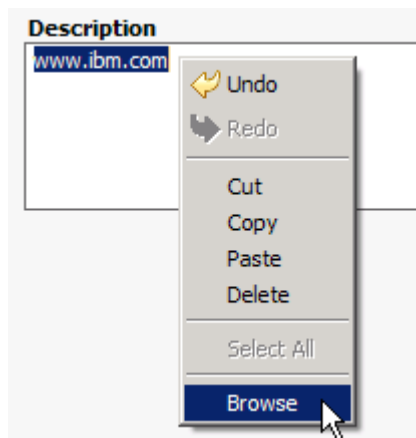 Description
www.ibm.com
Undo
Redo
Cut
Copy
Paste
Delete
Select All
Browse